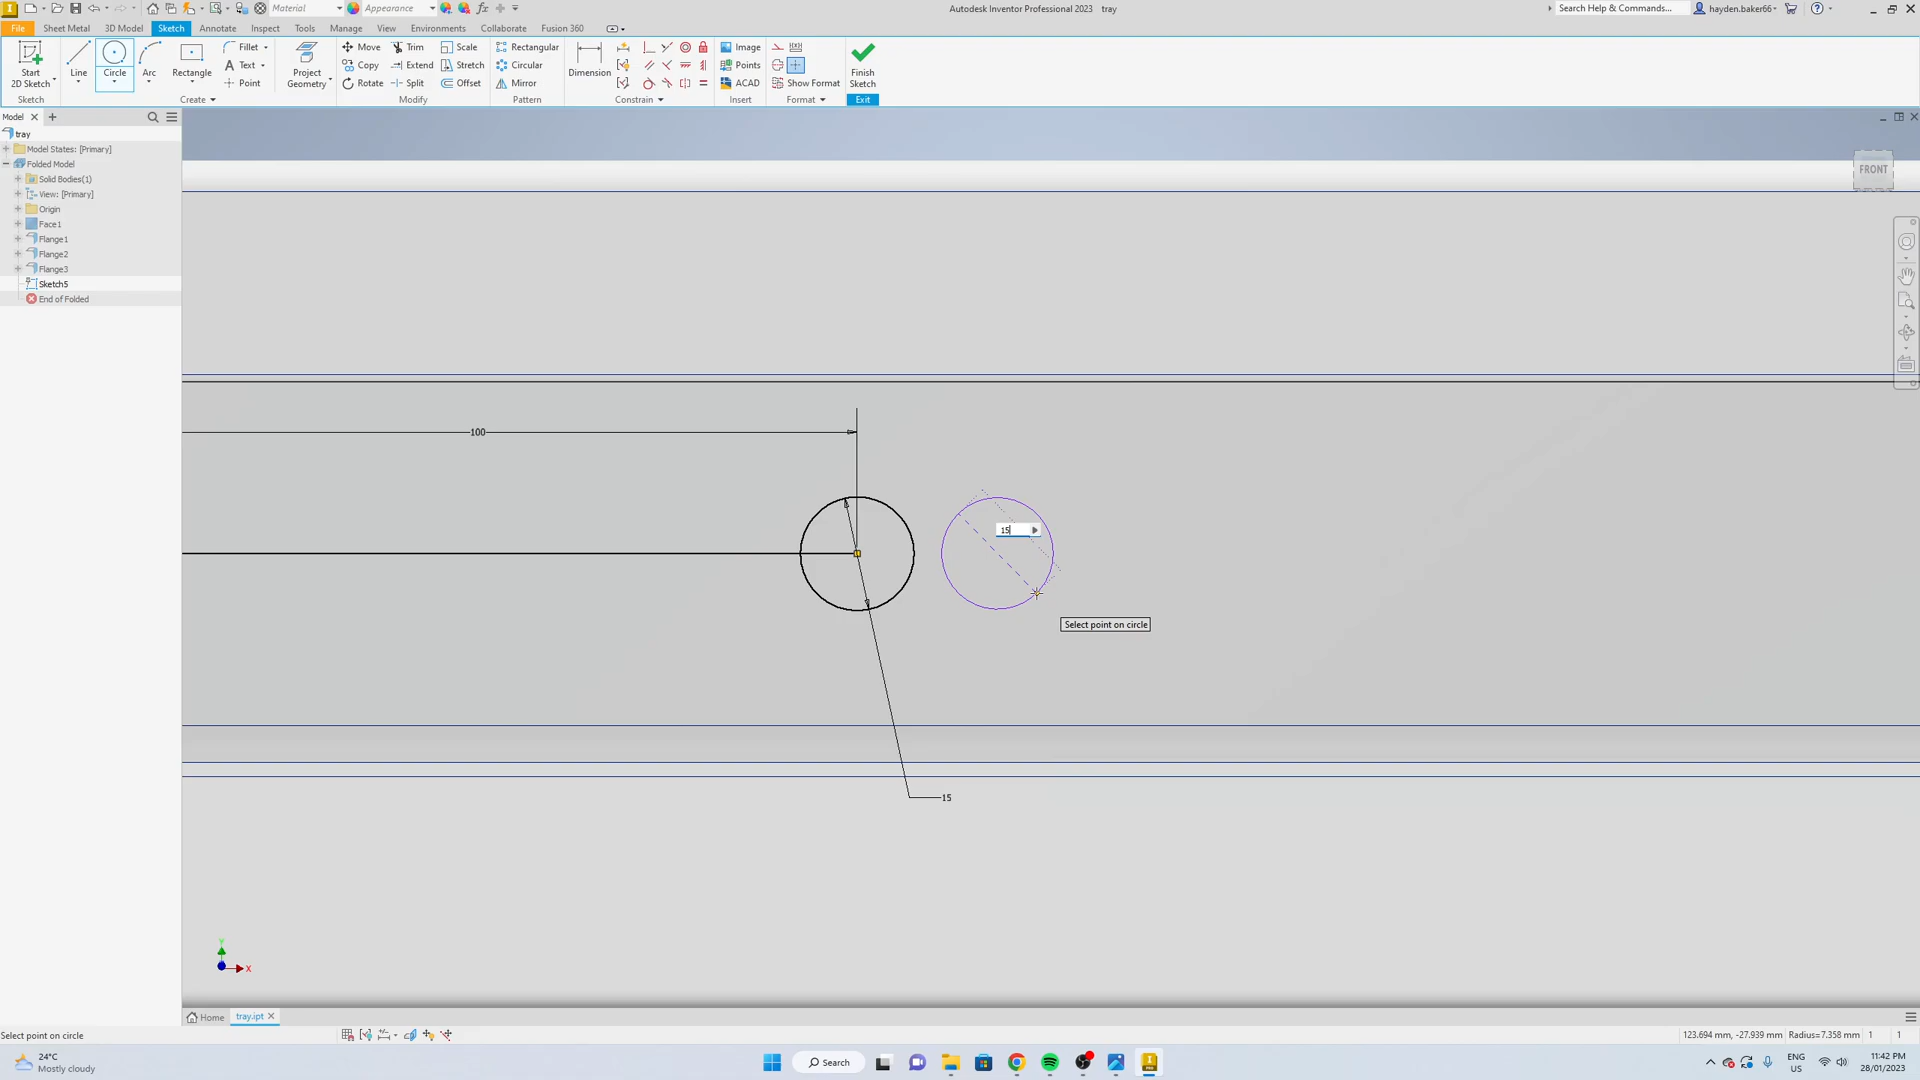 Material
Appearance
Autodesk Inventor Professional 2023 tray
Search Help & Commands...
hayden.baker66
File
Sheet Metal
3D Model
Sketch
Annotate
Inspect
Tools
Manage
View
Environments
Collaborate
Fusion 360
Start
2D Sketch
Line
Circle
Arc
Rectangle
Fillet
Text
Point
Project
Geometry
Move
Copy
Rotate
Trim
Extend
Split
Scale
Stretch
Offset
Rectangular
Circular
Mirror
Dimension
Image
Points
ACAD
Show Format
Finish
Sketch
Sketch
Create
Modify
Pattern
Constrain
Insert
Format
Exit
Model
tray
Model States: [Primary]
Folded Model
Solid Bodies(1)
View: [Primary]
Origin
Face1
Flange1
Flange2
Flange3
Sketch5
End of Folded
FRONT
100
15
Select point on circle
15
Y
X
Home
tray.ipt
Select point on circle
123.694 mm, -27.939 mm Radius=7.358 mm 1 1
24°C
Mostly cloudy
Search
ENG
US
11:42 PM
28/01/2023